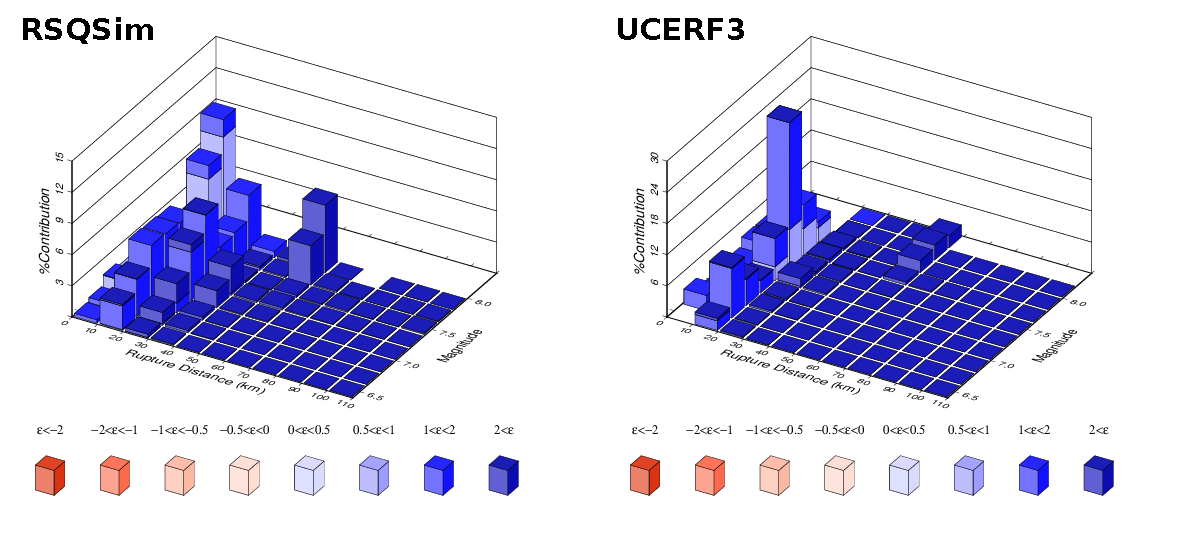 RSQSim
%Contribution
15
12
9
6
3
0
10
20
30
40
50
60
70
80
90
100
110
Rupture Distance (km)
6.5
7.0
7.5
8.0
Magnitude
ε<−2
−2<ε<−1
−1<ε<−0.5
−0.5<ε<0
0<ε<0.5
0.5<ε<1
1<ε<2
2<ε
UCERF3
%Contribution
30
24
18
12
6
0
10
20
30
40
50
60
70
80
90
100
110
Rupture Distance (km)
6.5
7.0
7.5
8.0
Magnitude
ε<−2
−2<ε<−1
−1<ε<−0.5
−0.5<ε<0
0<ε<0.5
0.5<ε<1
1<ε<2
2<ε